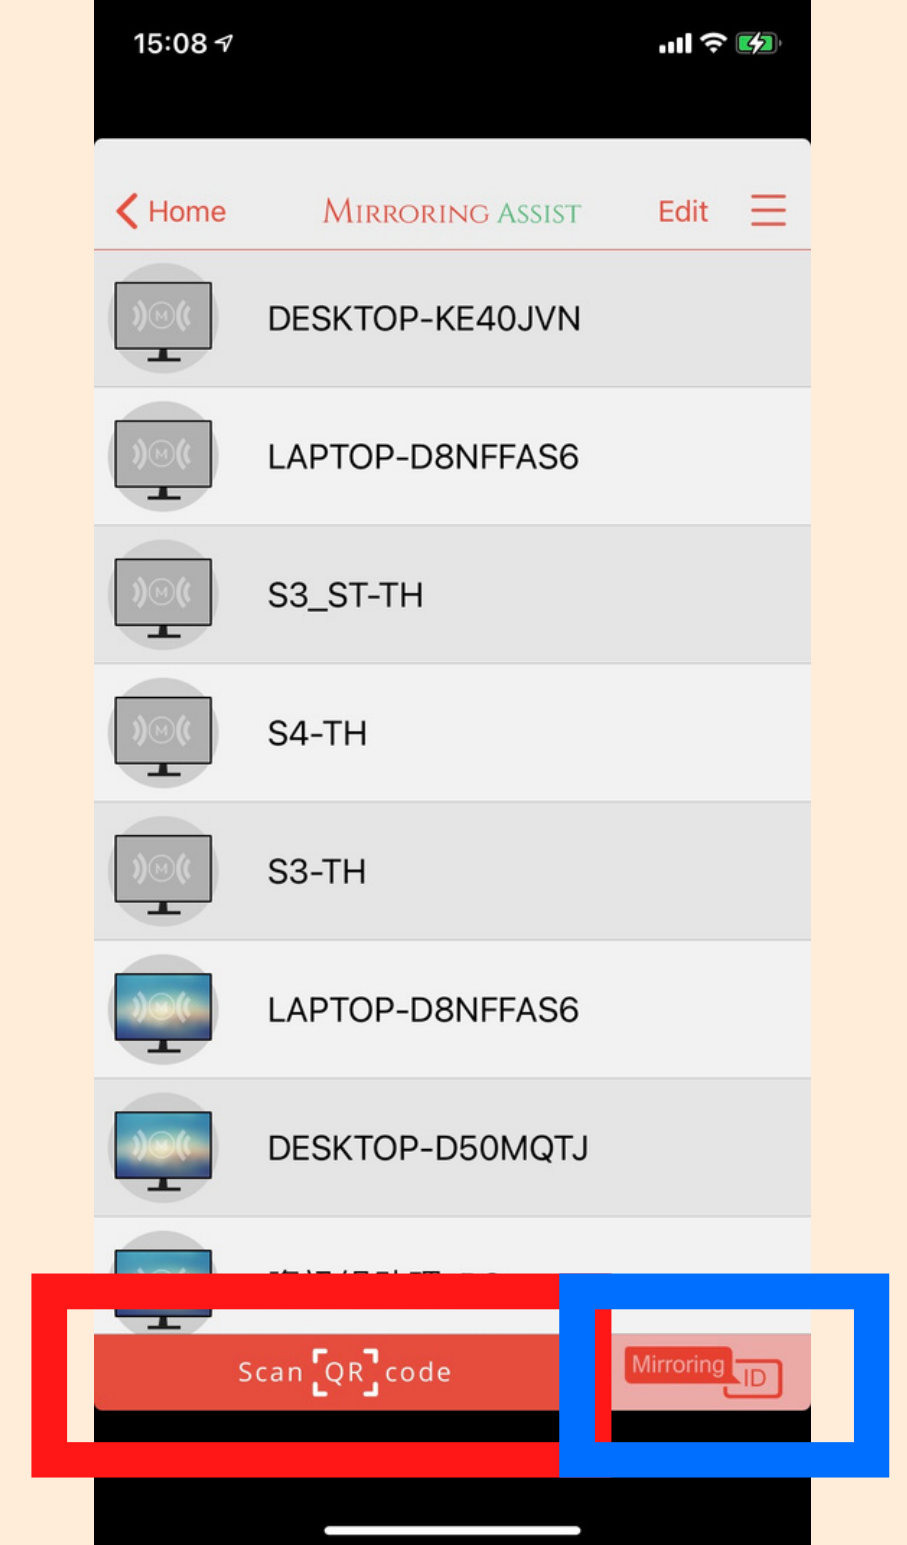 15:08
Home
MIRRORING ASSIST
Edit
DESKTOP-KE40JVN
LAPTOP-D8NFFAS6
S3_ST-TH
S4-TH
S3-TH
LAPTOP-D8NFFAS6
DESKTOP-D50MQTJ
Scan QR code
Mirroring ID